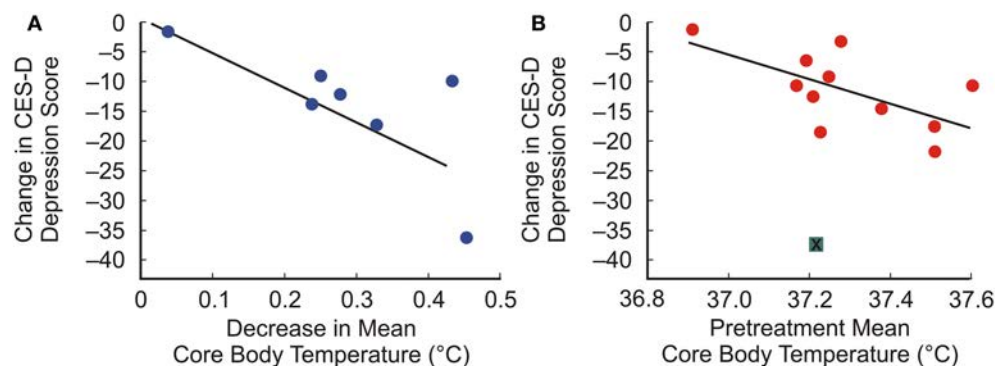 A
Change in CES-D
Depression Score
0
–5
–10
–15
–20
–25
–30
–35
–40
0
0.1
0.2
0.3
0.4
0.5
Decrease in Mean
Core Body Temperature (°C)
B
Change in CES-D
Depression Score
0
–5
–10
–15
–20
–25
–30
–35
–40
X
36.8
37.0
37.2
37.4
37.6
Pretreatment Mean
Core Body Temperature (°C)